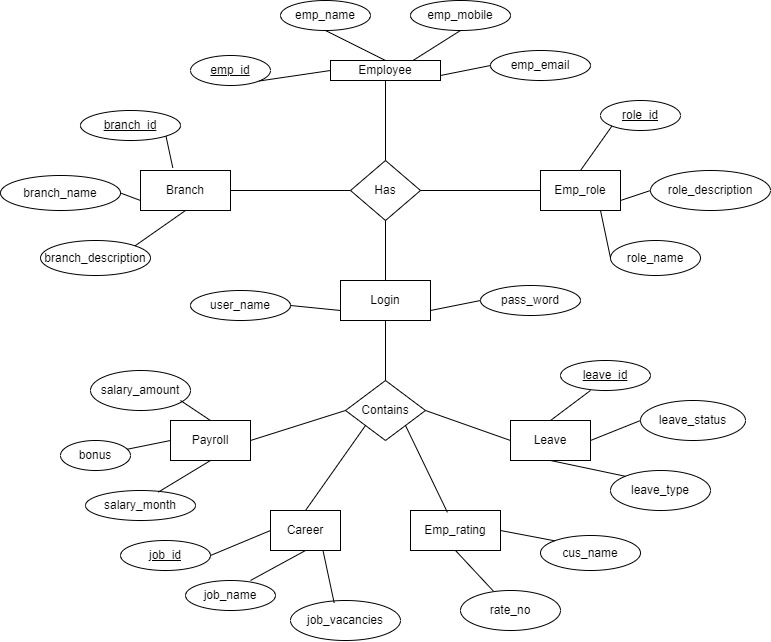 emp_name
emp_mobile
emp_id
Employee
emp_email
branch_id
role_id
branch_name
Branch
Has
Emp_role
role_description
branch_description
role_name
user_name
Login
pass_word
salary_amount
leave_id
Contains
leave_status
bonus
Payroll
Leave
salary_month
leave_type
job_id
Career
Emp_rating
cus_name
job_name
job_vacancies
rate_no